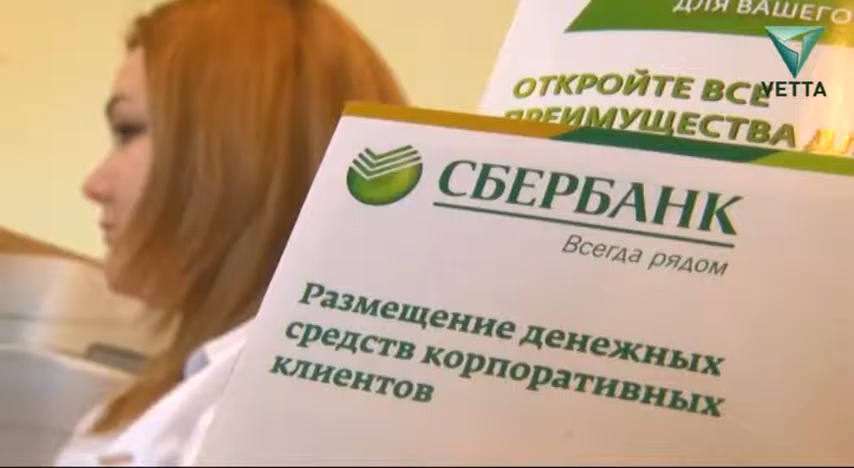 ДЛЯ ВАШЕГО
VETTA
ОТКРОЙТЕ ВСЕ
ПРЕИМУЩЕСТВА
СБЕРБАНК
Всегда рядом
Размещение денежных
средств корпоративных
клиентов